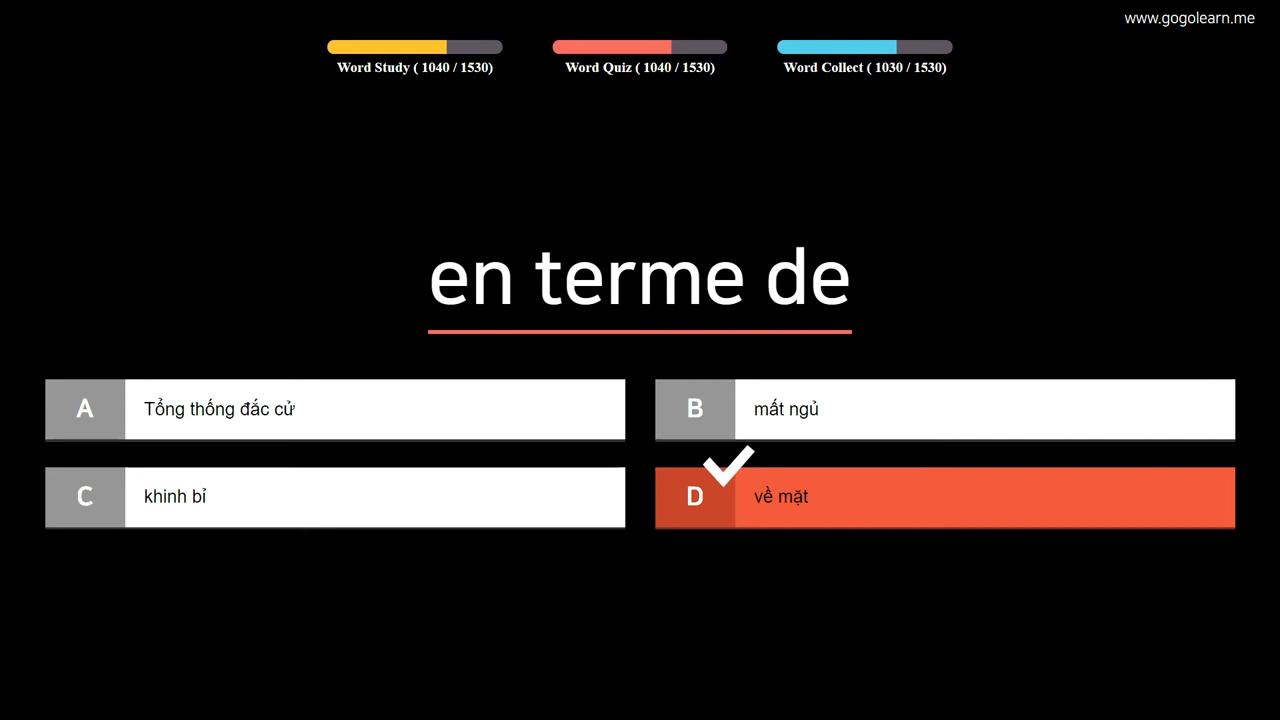 www.gogolearn.me
Word Study ( 1040 / 1530) Word Quiz ( 1040 / 1530) Word Collect ( 1030 / 1530)
en terme de
A Tổng thống đắc cử
B mất ngủ
C khinh bỉ
D về mặt